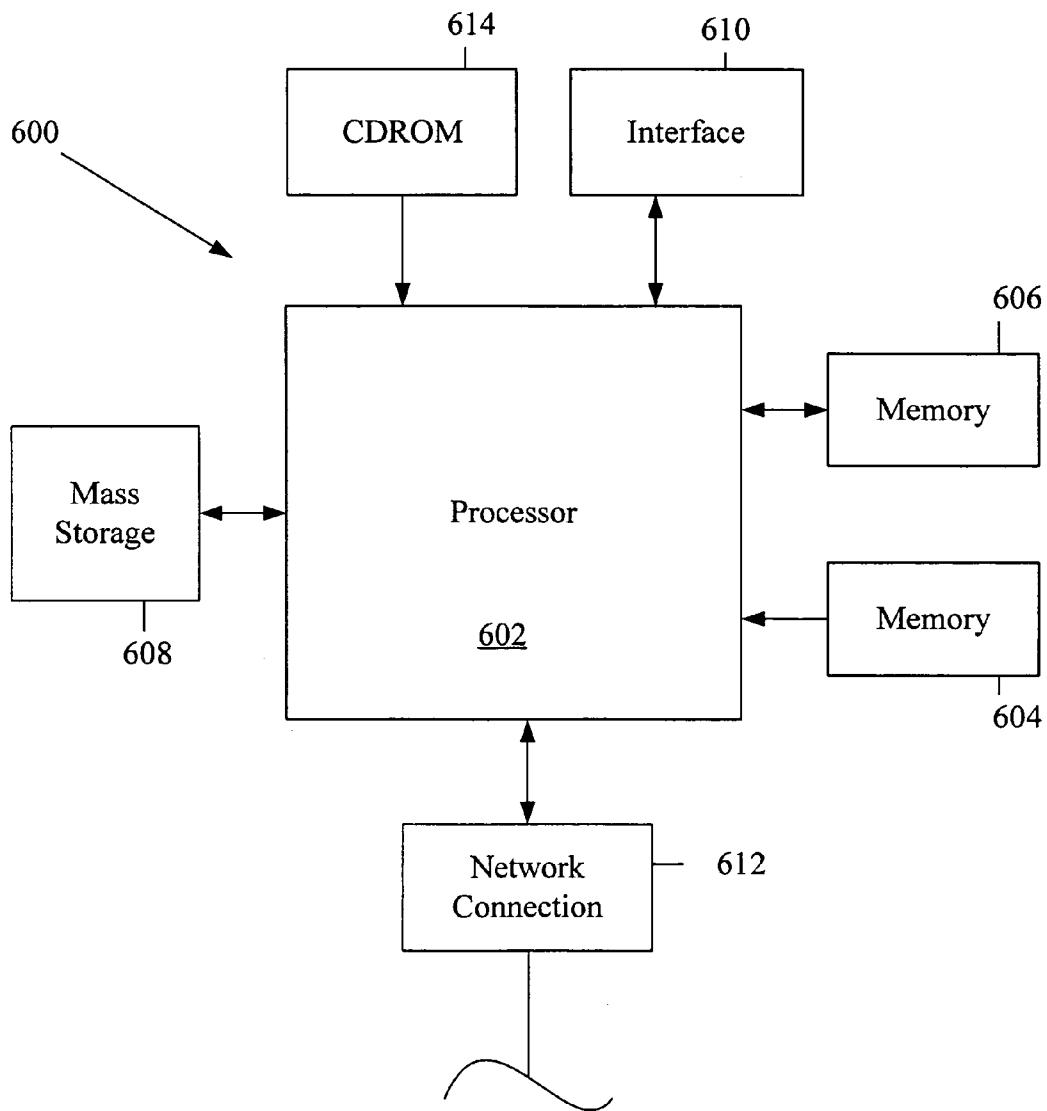 614
610
600
CDROM
Interface
606
Memory
Mass
Storage
Processor
608
602
Memory
604
Network
Connection
612